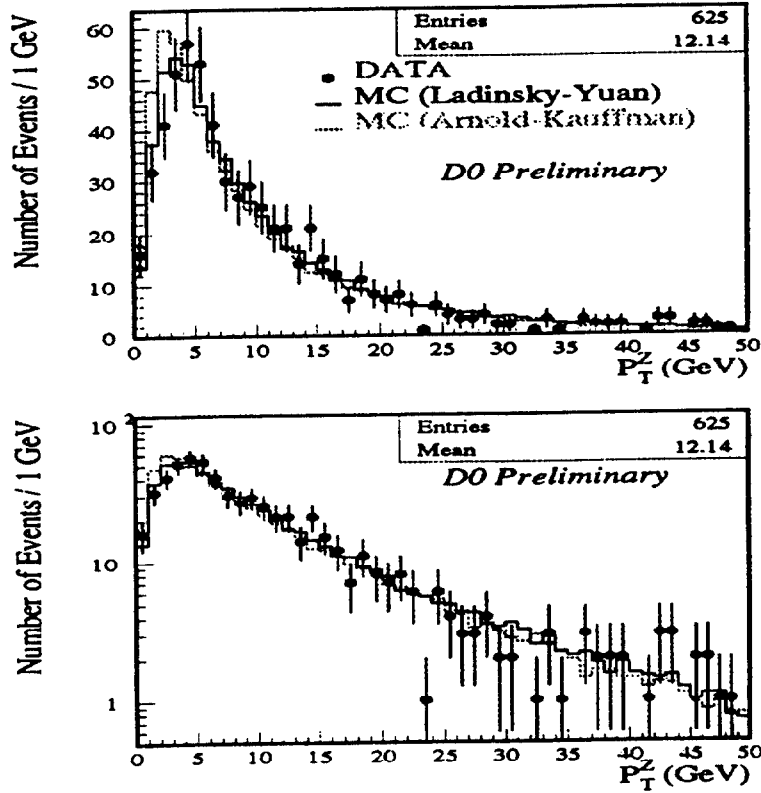 Entries 625
Mean 12.14
DATA
MC (Ladinsky-Yuan)
MC (Arnold-Kauffman)
D0 Preliminary
Number of Events / 1 GeV
60
50
40
30
20
10
0
0 5 10 15 20 25 30 35 40 45 50
P_T^Z (GeV)
Entries 625
Mean 12.14
D0 Preliminary
Number of Events / 1 GeV
10^2
10
1
0 5 10 15 20 25 30 35 40 45 50
P_T^Z (GeV)